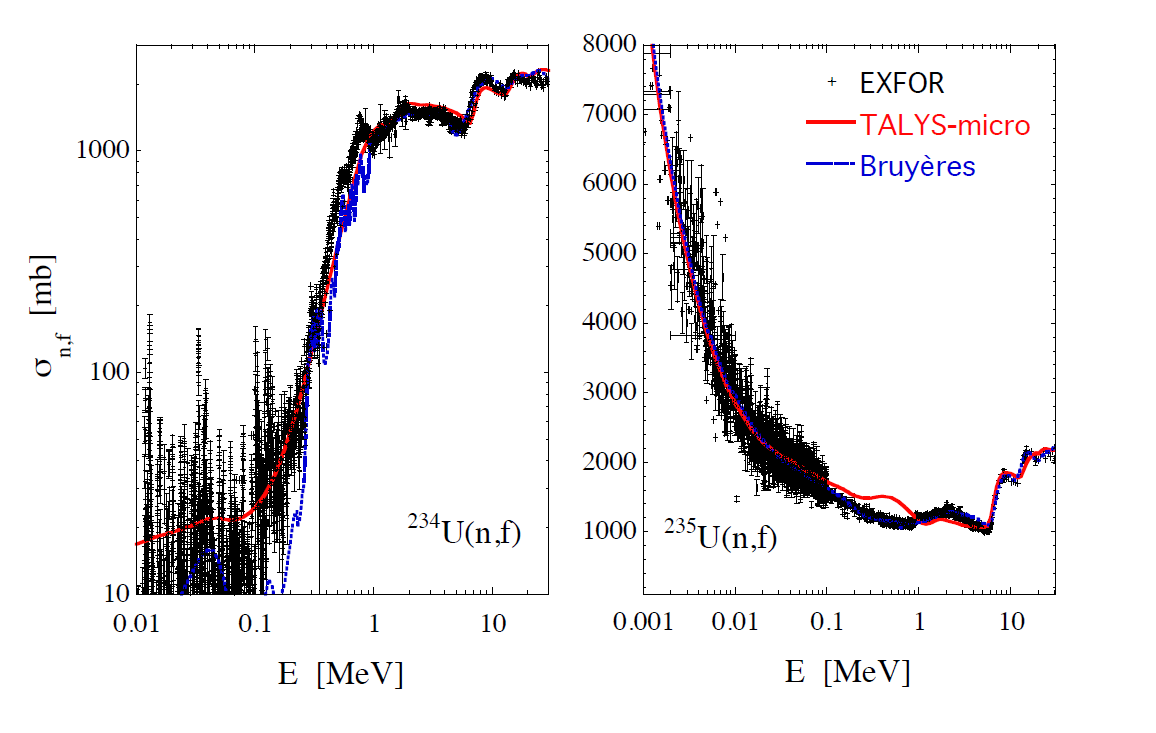 σn,f [mb]
1000
100
10
0.01 0.1 1 10
E [MeV]
234U(n,f)
8000
7000
6000
5000
4000
3000
2000
1000
0.001 0.01 0.1 1 10
E [MeV]
235U(n,f)
EXFOR
TALYS-micro
Bruyères